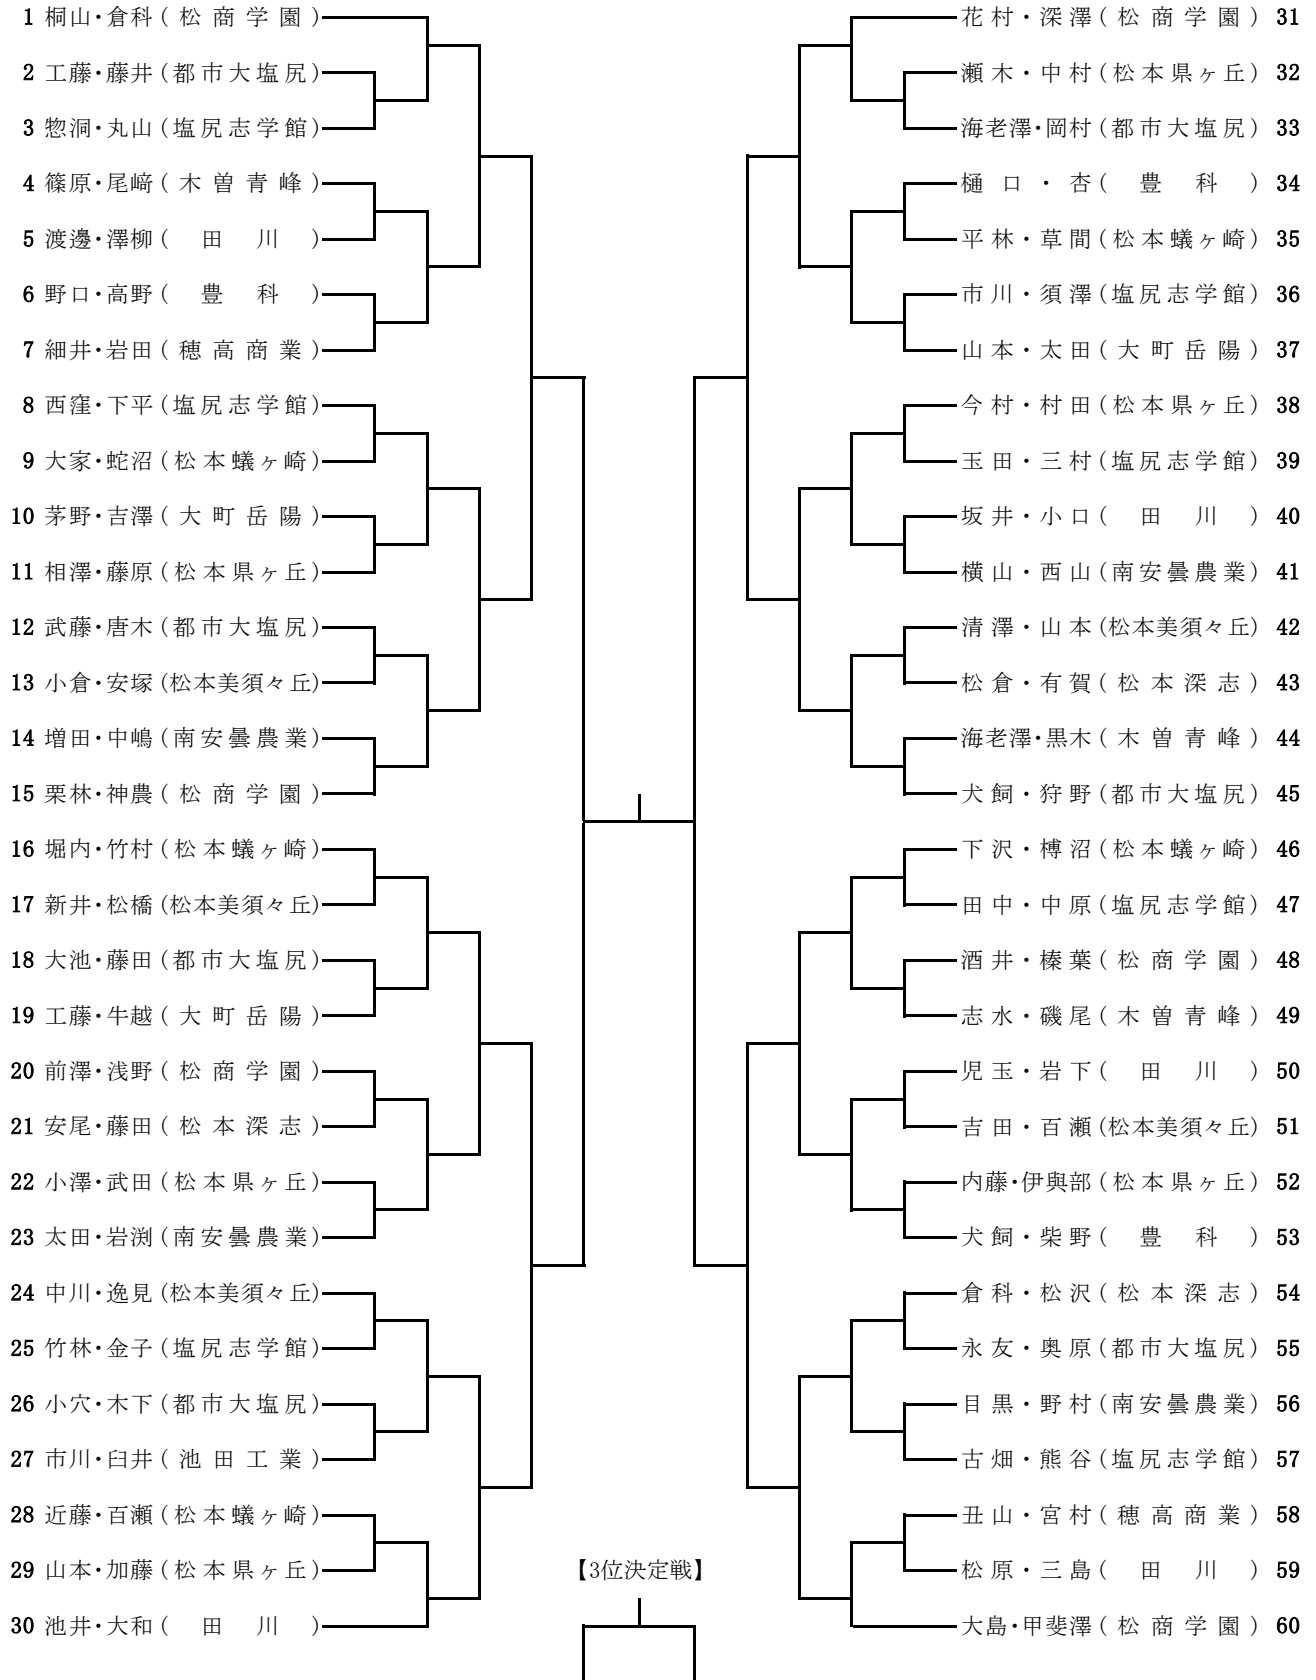 1 桐山・倉科(松商学園)
2 工藤・藤井(都市大塩尻)
3 惣洞・丸山(塩尻志学館)
4 篠原・尾﨑(木曽青峰)
5 渡邊・澤柳(田川)
6 野口・高野(豊科)
7 細井・岩田(穂高商業)
8 西窪・下平(塩尻志学館)
9 大家・蛇沼(松本蟻ヶ崎)
10 茅野・吉澤(大町岳陽)
11 相澤・藤原(松本県ヶ丘)
12 武藤・唐木(都市大塩尻)
13 小倉・安塚(松本美須々丘)
14 増田・中嶋(南安曇農業)
15 栗林・神農(松商学園)
16 堀内・竹村(松本蟻ヶ崎)
17 新井・松橋(松本美須々丘)
18 大池・藤田(都市大塩尻)
19 工藤・牛越(大町岳陽)
20 前澤・浅野(松商学園)
21 安尾・藤田(松本深志)
22 小澤・武田(松本県ヶ丘)
23 太田・岩渕(南安曇農業)
24 中川・逸見(松本美須々丘)
25 竹林・金子(塩尻志学館)
26 小穴・木下(都市大塩尻)
27 市川・臼井(池田工業)
28 近藤・百瀬(松本蟻ヶ崎)
29 山本・加藤(松本県ヶ丘)
30 池井・大和(田川)
花村・深澤(松商学園) 31
瀬木・中村(松本県ヶ丘) 32
海老澤・岡村(都市大塩尻) 33
樋口・杏(豊科) 34
平林・草間(松本蟻ヶ崎) 35
市川・須澤(塩尻志学館) 36
山本・太田(大町岳陽) 37
今村・村田(松本県ヶ丘) 38
玉田・三村(塩尻志学館) 39
坂井・小口(田川) 40
横山・西山(南安曇農業) 41
清澤・山本(松本美須々丘) 42
松倉・有賀(松本深志) 43
海老澤・黒木(木曽青峰) 44
犬飼・狩野(都市大塩尻) 45
下沢・榑沼(松本蟻ヶ崎) 46
田中・中原(塩尻志学館) 47
酒井・榛葉(松商学園) 48
志水・磯尾(木曽青峰) 49
児玉・岩下(田川) 50
吉田・百瀬(松本美須々丘) 51
内藤・伊與部(松本県ヶ丘) 52
犬飼・柴野(豊科) 53
倉科・松沢(松本深志) 54
永友・奥原(都市大塩尻) 55
目黒・野村(南安曇農業) 56
古畑・熊谷(塩尻志学館) 57
丑山・宮村(穂高商業) 58
松原・三島(田川) 59
大島・甲斐澤(松商学園) 60
【3位決定戦】